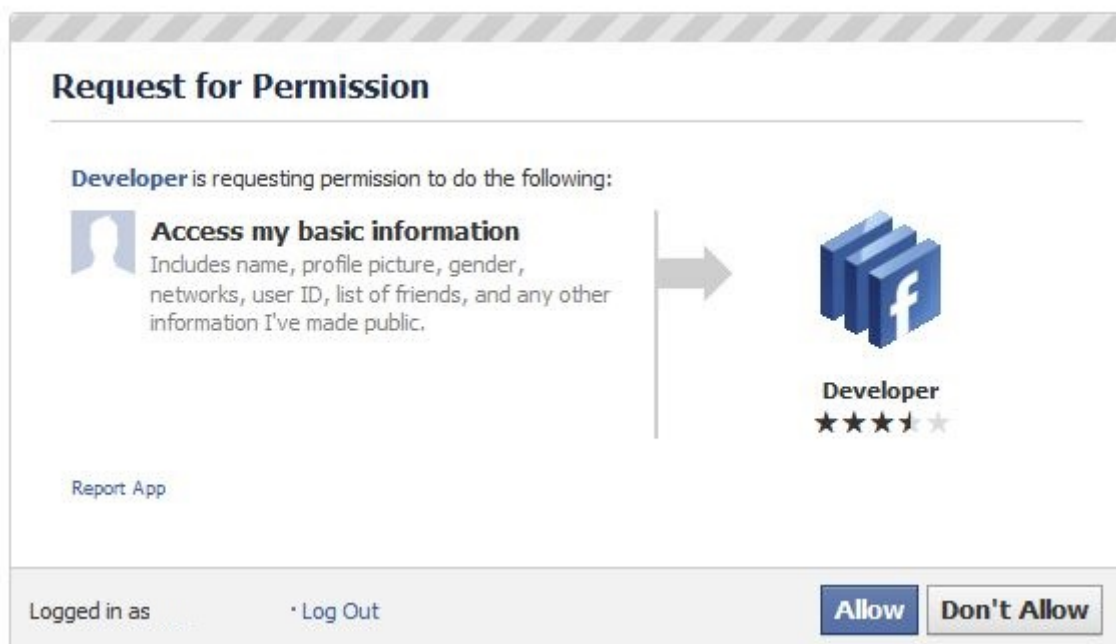 Request for Permission
Developer is requesting permission to do the following:
Access my basic information
Includes name, profile picture, gender,
networks, user ID, list of friends, and any other
information I've made public.
f
Developer
Report App
Logged in as · Log Out
Allow
Don't Allow